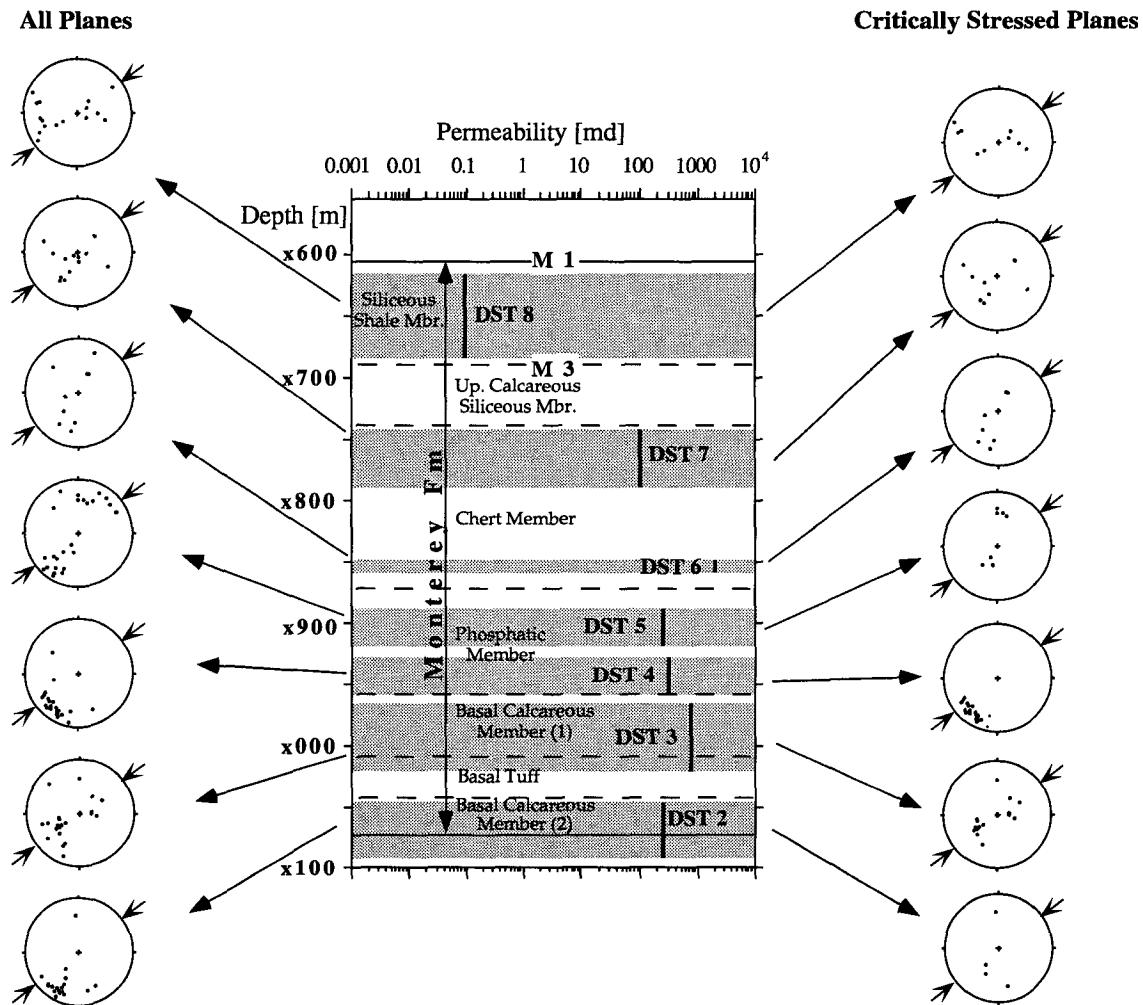 All Planes
Critically Stressed Planes
Permeability [md]
0.001 0.01 0.1 1 10 100 1000 10⁴
Depth [m]
x600
M 1
Siliceous
Shale Mbr.
DST 8
M 3
x700
Up. Calcareous
Siliceous Mbr.
DST 7
x800
Monterey Fm
Chert Member
DST 6
x900
DST 5
Phosphatic
Member
DST 4
Basal Calcareous
Member (1)
DST 3
x000
Basal Tuff
Basal Calcareous
Member (2)
DST 2
x100